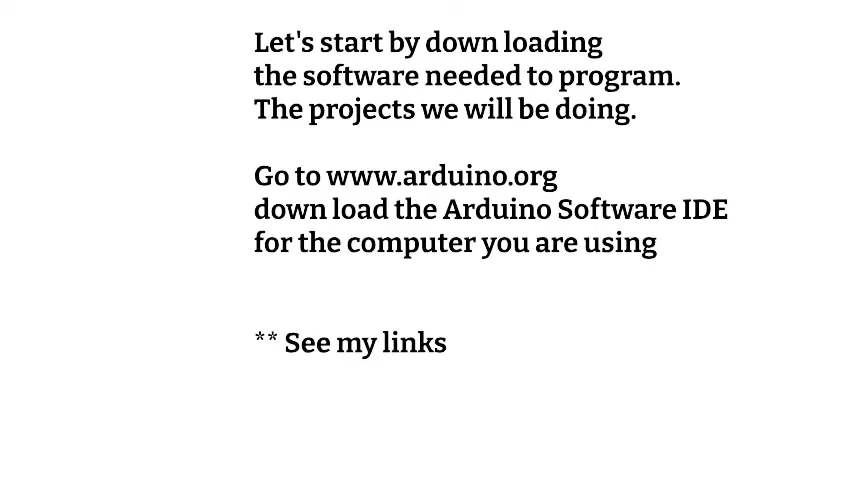 Let's start by down loading
the software needed to program.
The projects we will be doing.
Go to www.arduino.org
down load the Arduino Software IDE
for the computer you are using
** See my links